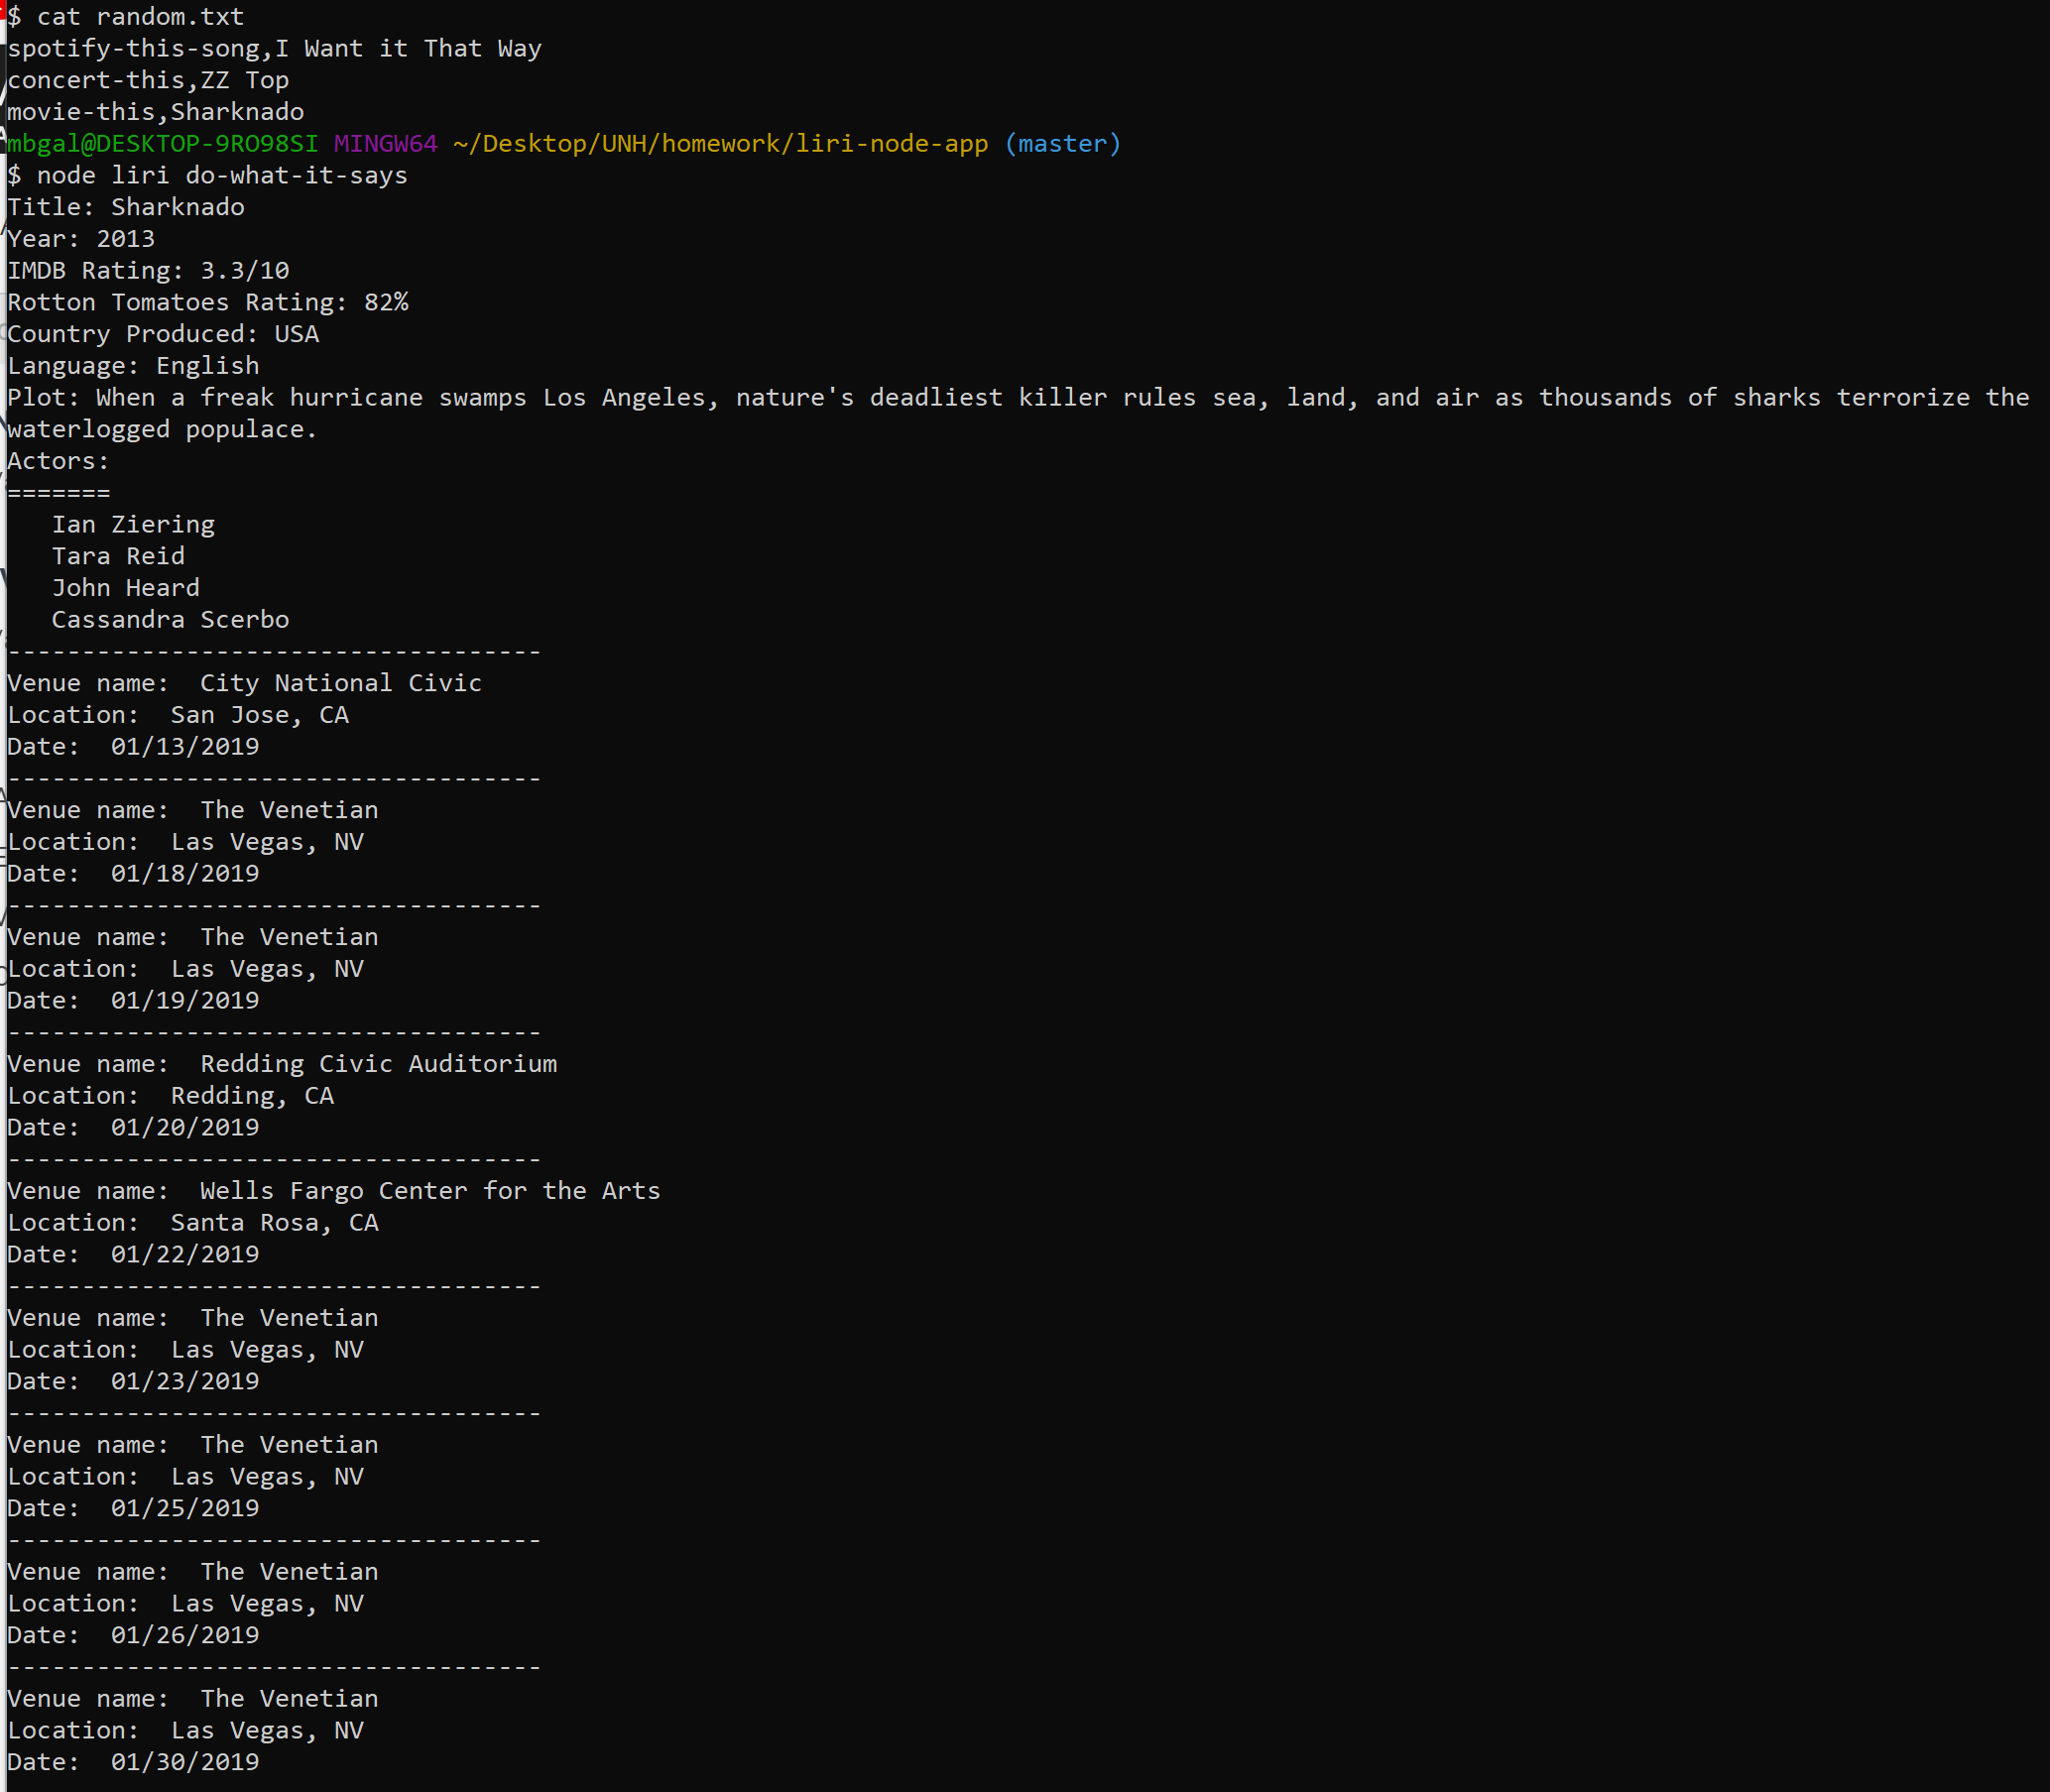 $ cat random.txt
spotify-this-song,I Want it That Way
concert-this,ZZ Top
movie-this,Sharknado
mbgal@DESKTOP-9RO98SI MINGW64 ~/Desktop/UNH/homework/liri-node-app (master)
$ node liri do-what-it-says
Title: Sharknado
Year: 2013
IMDB Rating: 3.3/10
Rotton Tomatoes Rating: 82%
Country Produced: USA
Language: English
Plot: When a freak hurricane swamps Los Angeles, nature's deadliest killer rules sea, land, and air as thousands of sharks terrorize the
waterlogged populace.
Actors:
=======
   Ian Ziering
   Tara Reid
   John Heard
   Cassandra Scerbo
------------------------------------
Venue name:  City National Civic
Location:  San Jose, CA
Date:  01/13/2019
------------------------------------
Venue name:  The Venetian
Location:  Las Vegas, NV
Date:  01/18/2019
------------------------------------
Venue name:  The Venetian
Location:  Las Vegas, NV
Date:  01/19/2019
------------------------------------
Venue name:  Redding Civic Auditorium
Location:  Redding, CA
Date:  01/20/2019
------------------------------------
Venue name:  Wells Fargo Center for the Arts
Location:  Santa Rosa, CA
Date:  01/22/2019
------------------------------------
Venue name:  The Venetian
Location:  Las Vegas, NV
Date:  01/23/2019
------------------------------------
Venue name:  The Venetian
Location:  Las Vegas, NV
Date:  01/25/2019
------------------------------------
Venue name:  The Venetian
Location:  Las Vegas, NV
Date:  01/26/2019
------------------------------------
Venue name:  The Venetian
Location:  Las Vegas, NV
Date:  01/30/2019